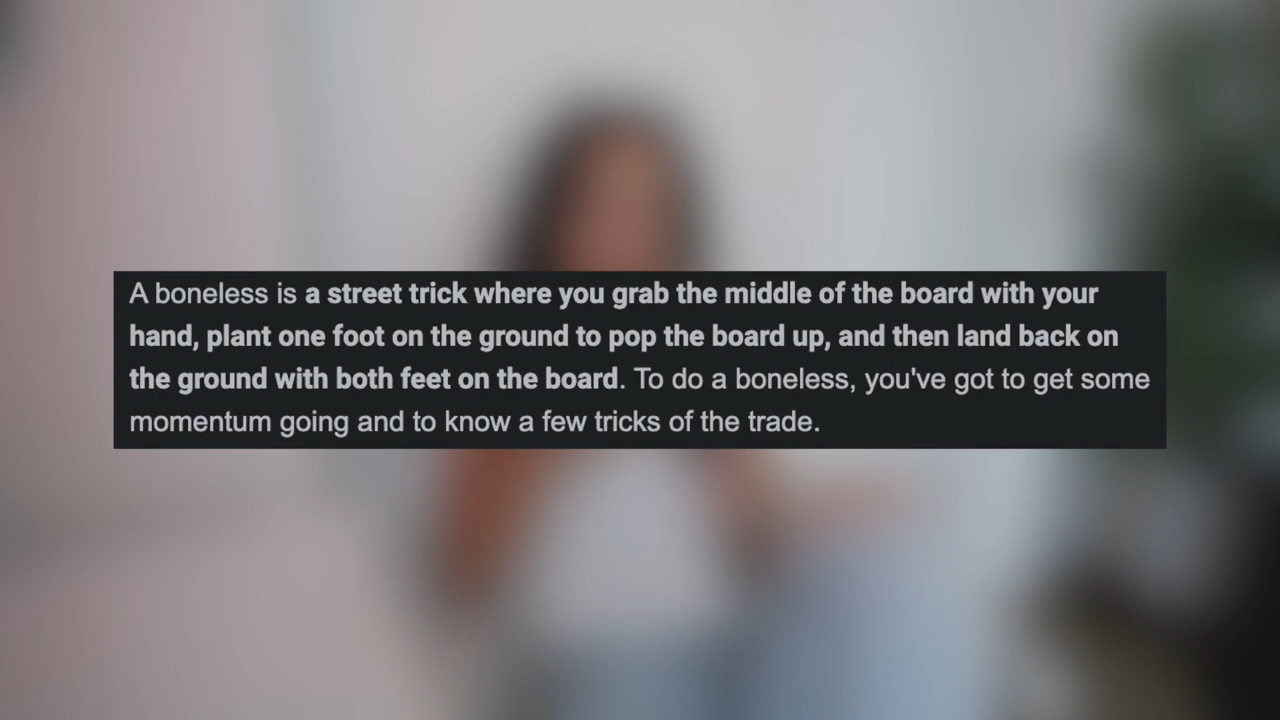 A boneless is a street trick where you grab the middle of the board with your
hand, plant one foot on the ground to pop the board up, and then land back on
the ground with both feet on the board. To do a boneless, you've got to get some
momentum going and to know a few tricks of the trade.